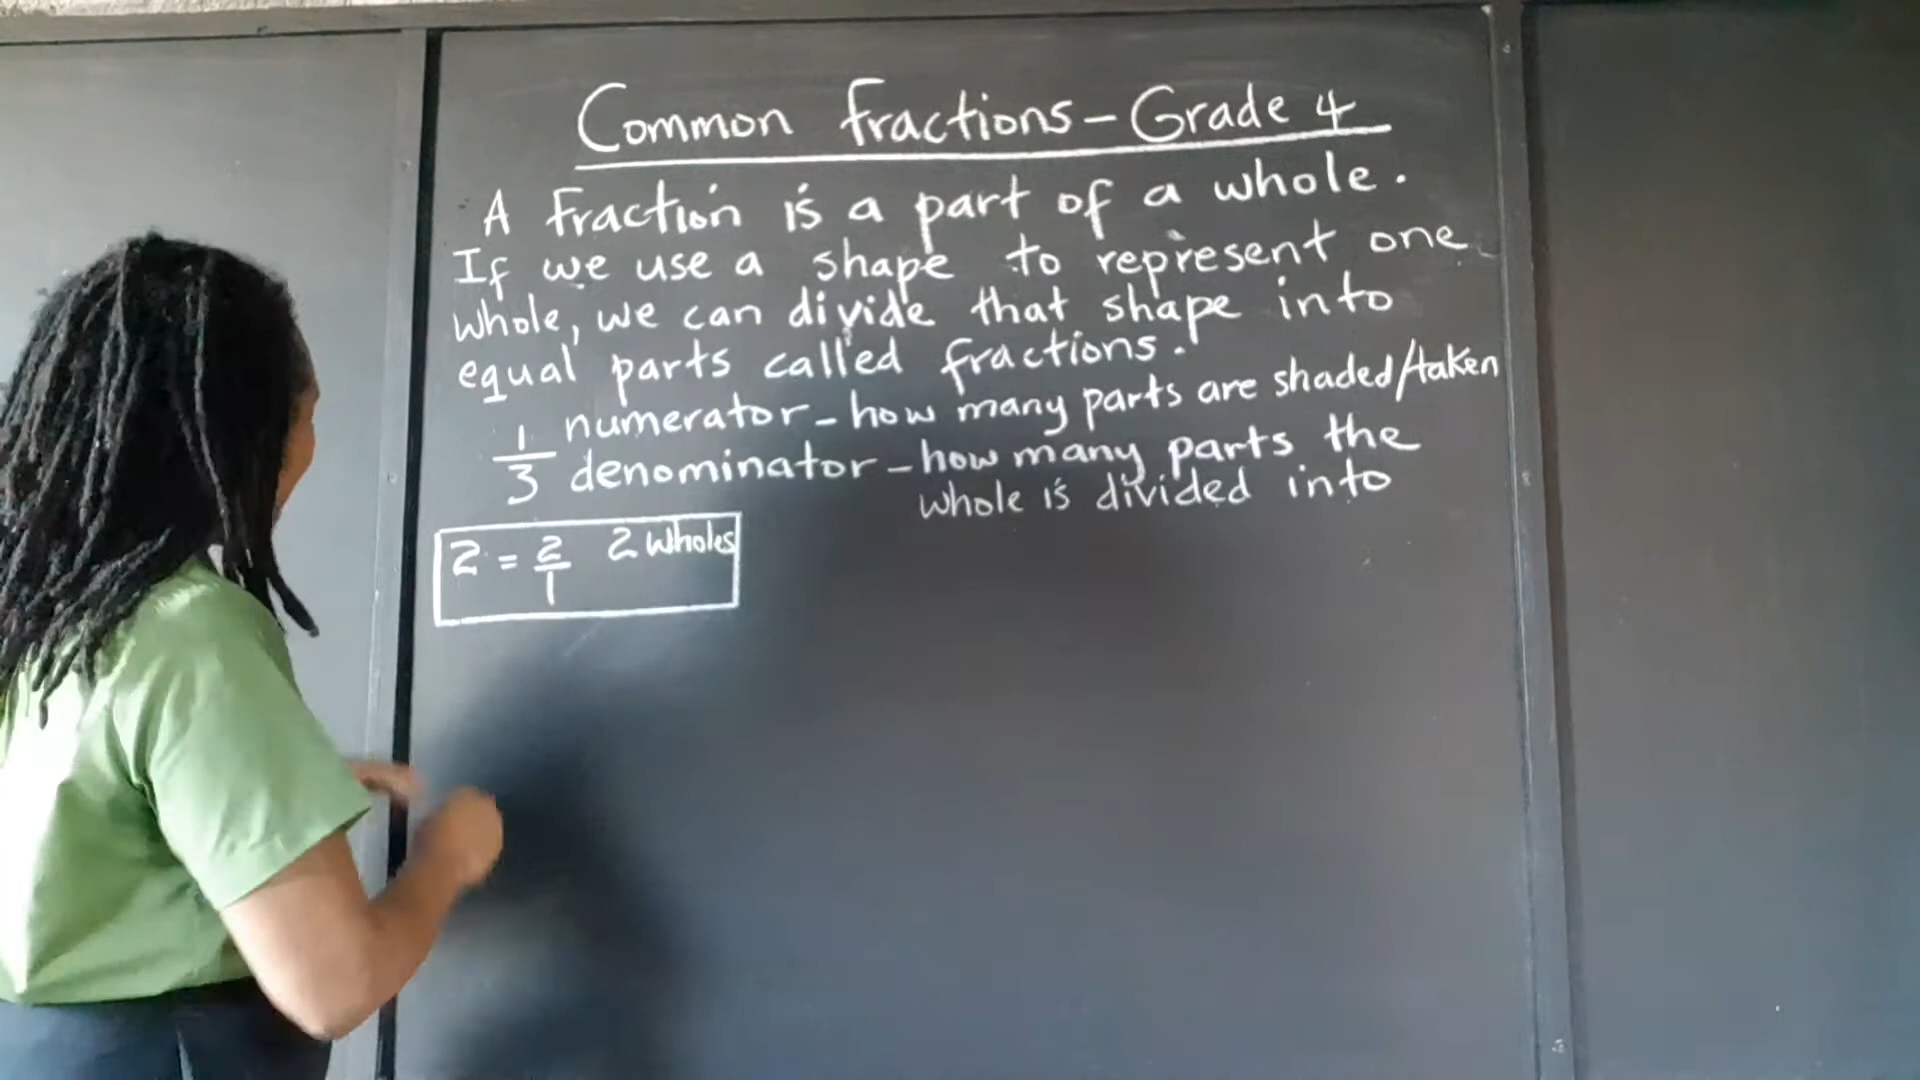 Common fractions - Grade 4
A fraction is a part of a whole.
If we use a shape to represent one
whole, we can divide that shape into
equal parts called fractions.
1/3 numerator - how many parts are shaded/taken
denominator - how many parts the
whole is divided into
2 = 2/1 2 wholes